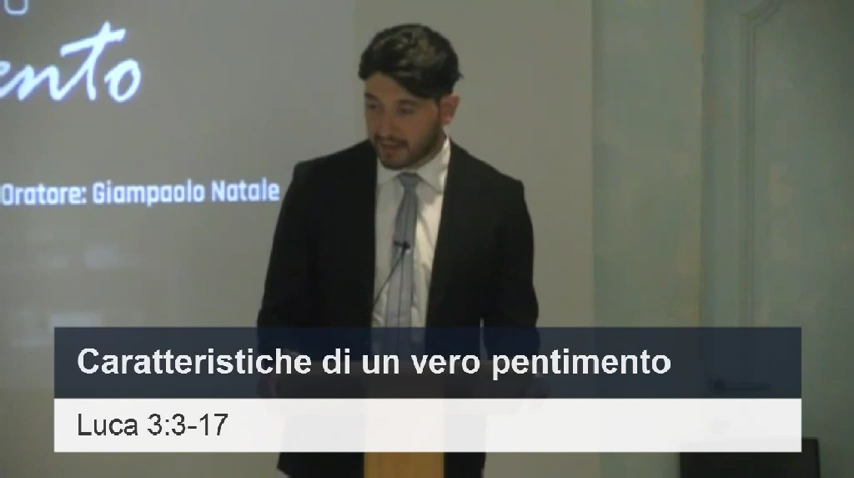 ento
Oratore: Giampaolo Natale
Caratteristiche di un vero pentimento
Luca 3:3-17